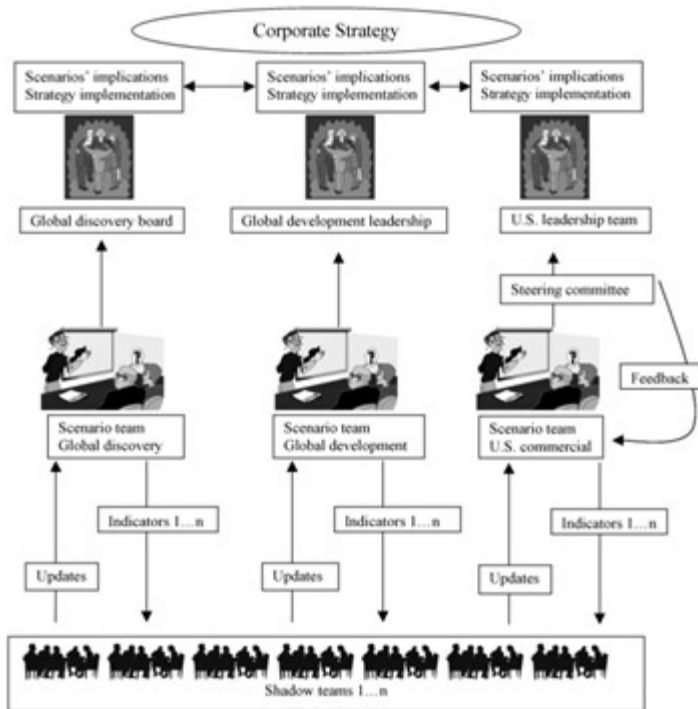 Corporate Strategy
Scenarios' implications
Strategy implementation
Scenarios' implications
Strategy implementation
Scenarios' implications
Strategy implementation
Global discovery board
Global development leadership
U.S. leadership team
Steering committee
Feedback
Scenario team
Global discovery
Scenario team
Global development
Scenario team
U.S. commercial
Indicators 1…n
Indicators 1…n
Indicators 1…n
Updates
Updates
Updates
Shadow teams 1…n